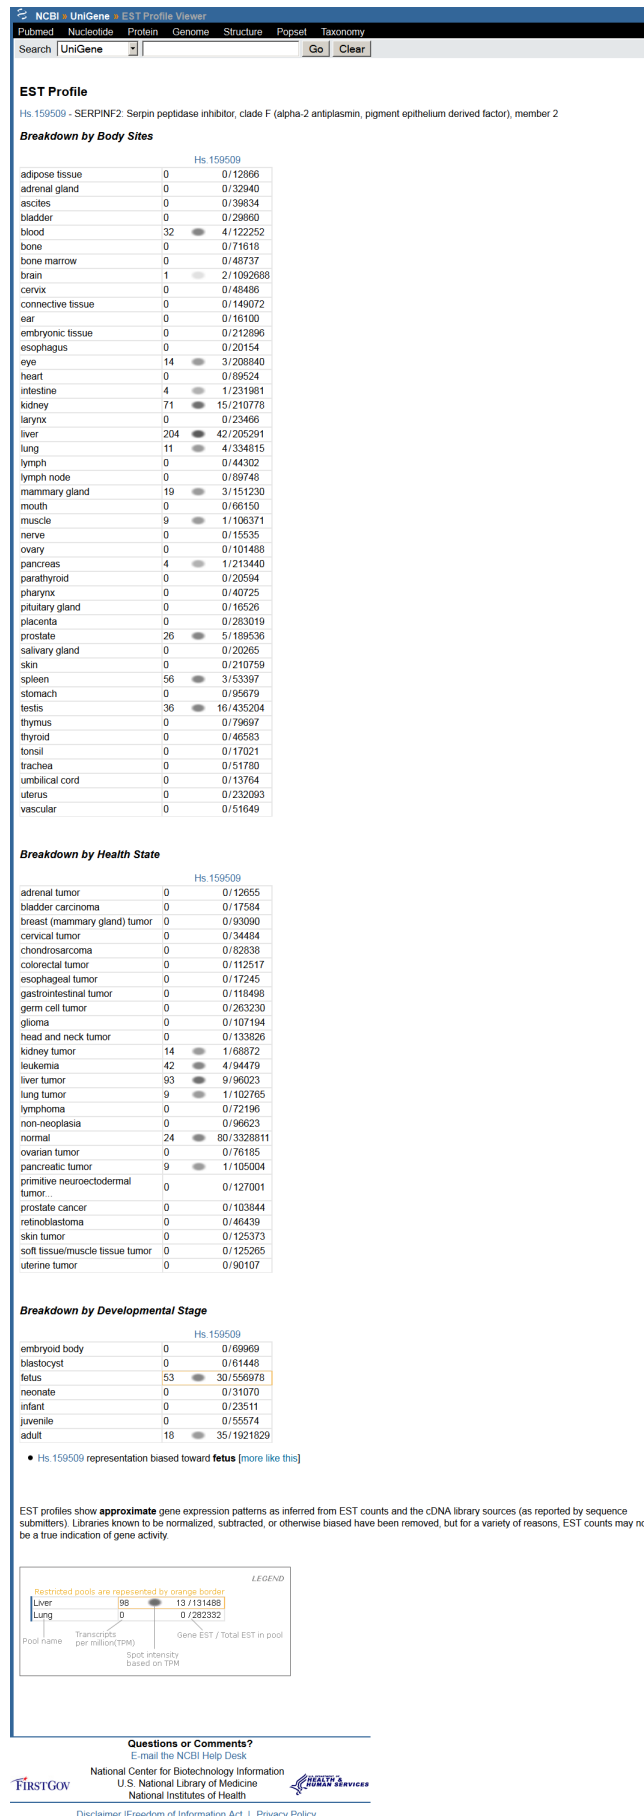 NCBI » UniGene » EST Profile Viewer
Pubmed Nucleotide Protein Genome Structure Popset Taxonomy
Search UniGene Go Clear
EST Profile
Hs.159509 - SERPINF2: Serpin peptidase inhibitor, clade F (alpha-2 antiplasmin, pigment epithelium derived factor), member 2
Breakdown by Body Sites
Hs.159509
adipose tissue 0 0/12866
adrenal gland 0 0/32940
ascites 0 0/39834
bladder 0 0/29860
blood 32 4/122252
bone 0 0/71618
bone marrow 0 0/48737
brain 1 2/1092688
cervix 0 0/48486
connective tissue 0 0/149072
ear 0 0/16100
embryonic tissue 0 0/212896
esophagus 0 0/20154
eye 14 3/208840
heart 0 0/89524
intestine 4 1/231981
kidney 71 15/210778
larynx 0 0/23466
liver 204 42/205291
lung 11 4/334815
lymph 0 0/44302
lymph node 0 0/89748
mammary gland 19 3/151230
mouth 0 0/66150
muscle 9 1/106371
nerve 0 0/15535
ovary 0 0/101488
pancreas 4 1/213440
parathyroid 0 0/20594
pharynx 0 0/40725
pituitary gland 0 0/16526
placenta 0 0/283019
prostate 26 5/189536
salivary gland 0 0/20265
skin 0 0/210759
spleen 56 3/53397
stomach 0 0/95679
testis 36 16/435204
thymus 0 0/79697
thyroid 0 0/46583
tonsil 0 0/17021
trachea 0 0/51780
umbilical cord 0 0/13764
uterus 0 0/232093
vascular 0 0/51649
Breakdown by Health State
Hs.159509
adrenal tumor 0 0/12655
bladder carcinoma 0 0/17584
breast (mammary gland) tumor 0 0/93090
cervical tumor 0 0/34484
chondrosarcoma 0 0/82838
colorectal tumor 0 0/112517
esophageal tumor 0 0/17245
gastrointestinal tumor 0 0/118498
germ cell tumor 0 0/263230
glioma 0 0/107194
head and neck tumor 0 0/133826
kidney tumor 14 1/68872
leukemia 42 4/94479
liver tumor 93 9/96023
lung tumor 9 1/102765
lymphoma 0 0/72196
non-neoplasia 0 0/96623
normal 24 80/3328811
ovarian tumor 0 0/76185
pancreatic tumor 9 1/105004
primitive neuroectodermal
tumor... 0 0/127001
prostate cancer 0 0/103844
retinoblastoma 0 0/46439
skin tumor 0 0/125373
soft tissue/muscle tissue tumor 0 0/125265
uterine tumor 0 0/90107
Breakdown by Developmental Stage
Hs.159509
embryoid body 0 0/69969
blastocyst 0 0/61448
fetus 53 30/556978
neonate 0 0/31070
infant 0 0/23511
juvenile 0 0/55574
adult 18 35/1921829
• Hs.159509 representation biased toward fetus [more like this]
EST profiles show approximate gene expression patterns as inferred from EST counts and the cDNA library sources (as reported by sequence
submitters). Libraries known to be normalized, subtracted, or otherwise biased have been removed, but for a variety of reasons, EST counts may no
be a true indication of gene activity.
LEGEND
Restricted pools are repesented by orange border
Liver 98 13 /131488
Lung 0 0 /282332
Pool name Transcripts Gene EST / Total EST in pool
per million(TPM)
Spot intensity
based on TPM
Questions or Comments?
E-mail the NCBI Help Desk
National Center for Biotechnology Information
U.S. National Library of Medicine
National Institutes of Health
FIRSTGOV
HEALTH &
HUMAN SERVICES
Disclaimer |Freedom of Information Act | Privacy Policy